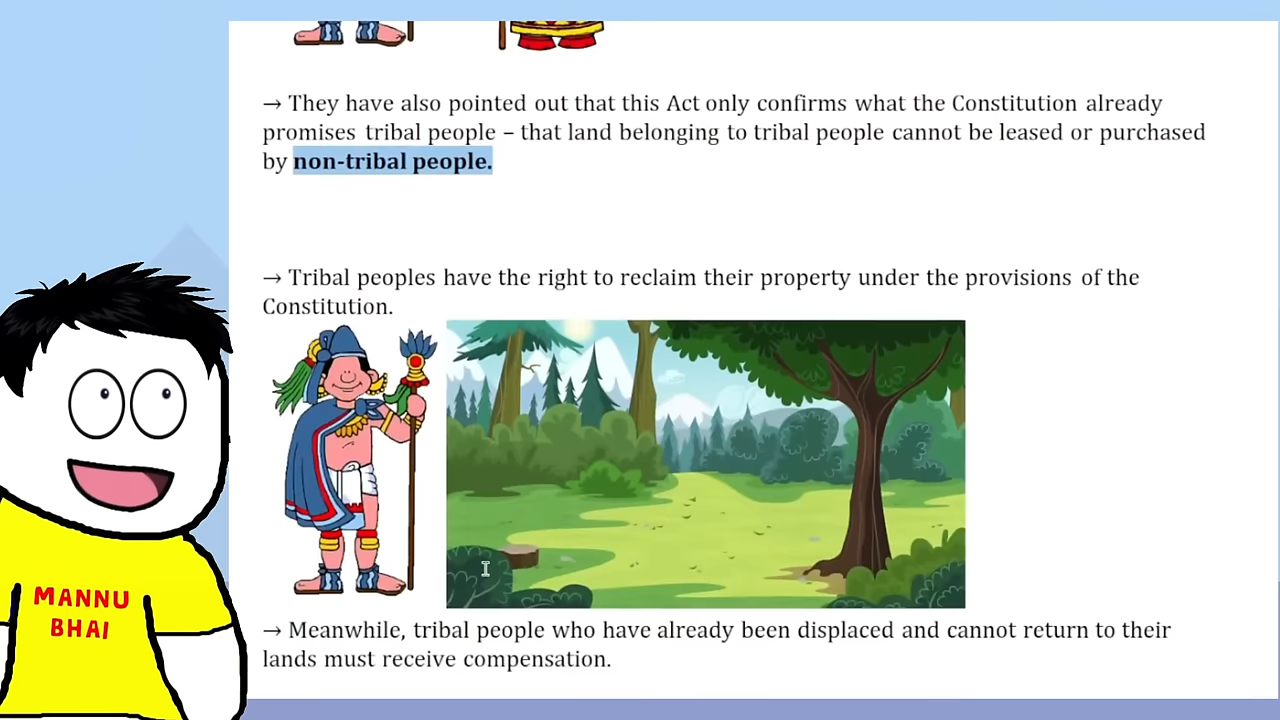 → They have also pointed out that this Act only confirms what the Constitution already
promises tribal people – that land belonging to tribal people cannot be leased or purchased
by non-tribal people.
→ Tribal peoples have the right to reclaim their property under the provisions of the
Constitution.
→ Meanwhile, tribal people who have already been displaced and cannot return to their
lands must receive compensation.
MANNU
BHAI